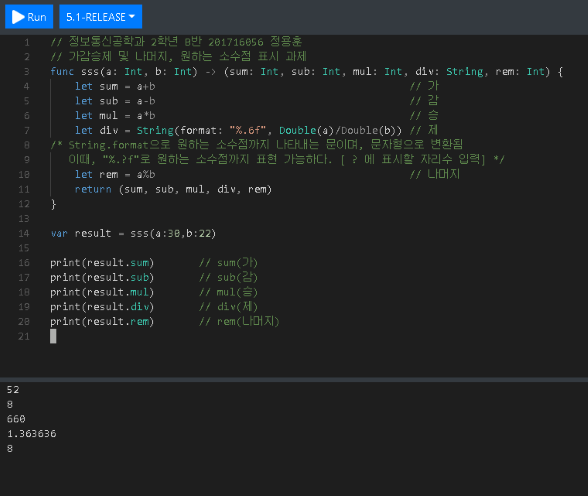 Run 5.1-RELEASE
1 // 정보통신공학과 2학년 B반 201716056 정용훈
2 // 가감승제 및 나머지, 원하는 소수점 표시 과제
3 func sss(a: Int, b: Int) -> (sum: Int, sub: Int, mul: Int, div: String, rem: Int) {
4 let sum = a+b // 가
5 let sub = a-b // 감
6 let mul = a*b // 승
7 let div = String(format: "%.6f", Double(a)/Double(b)) // 제
8 /* String.format으로 원하는 소수점까지 나타내는 문이며, 문자형으로 변환됨
9 이때, "%.?f"로 원하는 소수점까지 표현 가능하다. [ ? 에 표시할 자리수 입력] */
10 let rem = a%b // 나머지
11 return (sum, sub, mul, div, rem)
12 }
13
14 var result = sss(a:30,b:22)
15
16 print(result.sum) // sum(가)
17 print(result.sub) // sub(감)
18 print(result.mul) // mul(승)
19 print(result.div) // div(제)
20 print(result.rem) // rem(나머지)
21
52
8
660
1.363636
8